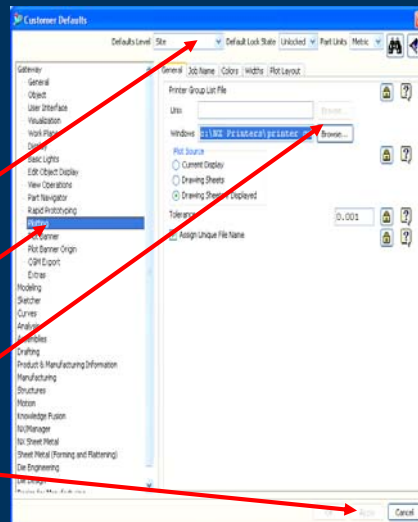 Customer Defaults
Defaults Level Site Default Lock State Unlocked Part Units Metric
Gateway
General
Object
User Interface
Visualization
Work Plane
Display
Basic Lights
Edit Object Display
View Operations
Part Navigator
Rapid Prototyping
Plotting
Plot Banner
Plot Banner Origin
CGM Export
Extras
Modeling
Sketcher
Curves
Analysis
Assemblies
Drafting
Product & Manufacturing Information
Manufacturing
Structures
Motion
Knowledge Fusion
NX/Manager
NX Sheet Metal
Sheet Metal (Forming and Flattening)
Die Engineering
Die Design
General Job Name Colors Widths Plot Layout
Printer Group List File
Unix Browse...
Windows \NX Printers\printer Browse...
Plot Source
Current Display
Drawing Sheets
Drawing Sheets Displayed
Tolerance 0.001
Assign Unique File Name
Apply Cancel